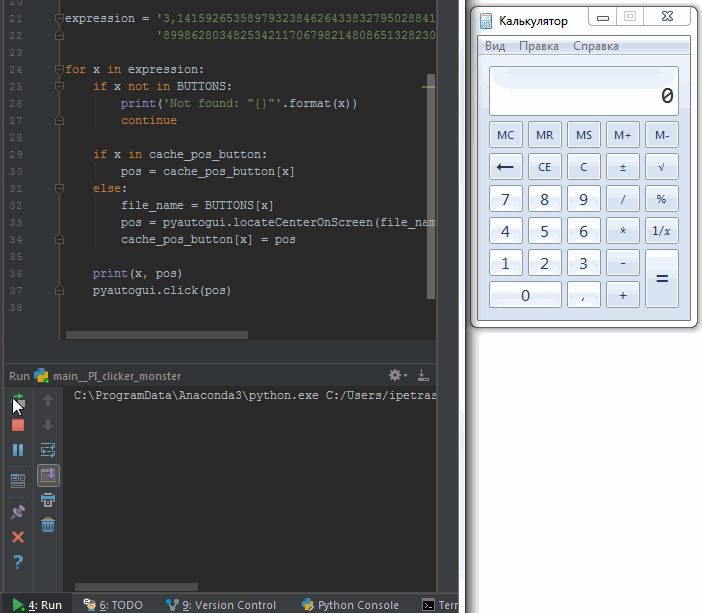 20
21 expression = '3,1415926535897932384626433832795028841
22 '8998628034825342117067982148086513282306
23
24 for x in expression:
25 if x not in BUTTONS:
26 print('Not found: "{}"'.format(x))
27 continue
28
29 if x in cache_pos_button:
30 pos = cache_pos_button[x]
31 else:
32 file_name = BUTTONS[x]
33 pos = pyautogui.locateCenterOnScreen(file_nam
34 cache_pos_button[x] = pos
35
36 print(x, pos)
37 pyautogui.click(pos)
38
Run main__PI_clicker_monster
C:\ProgramData\Anaconda3\python.exe C:/Users/ipetras
4: Run 6: TODO 9: Version Control Python Console Terr
Калькулятор
Вид Правка Справка
0
MC MR MS M+ M-
← CE C ± √
7 8 9 / %
4 5 6 * 1/x
1 2 3 - =
0 , +